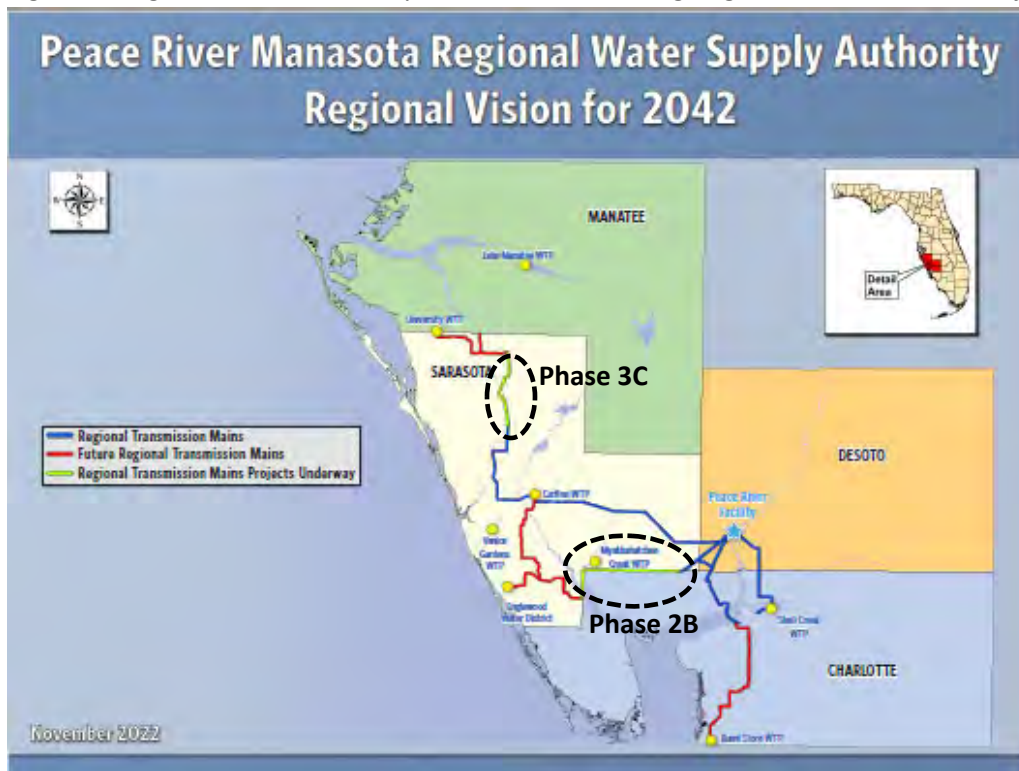 Peace River Manasota Regional Water Supply Authority
Regional Vision for 2042
N
W
E
S
MANATEE
Lake Manatee WTP
Detail
Area
University WTP
SARASOTA
Phase 3C
Regional Transmission Mains
Future Regional Transmission Mains
Regional Transmission Mains Projects Underway
DESOTO
Carlton WTP
Peace River
Facility
Venice
Gardens
WTP
Myakkahatchee
Creek WTP
Englewood
Water District
Phase 2B
Shell Creek
WTP
CHARLOTTE
November 2022
Burnt Store WTP